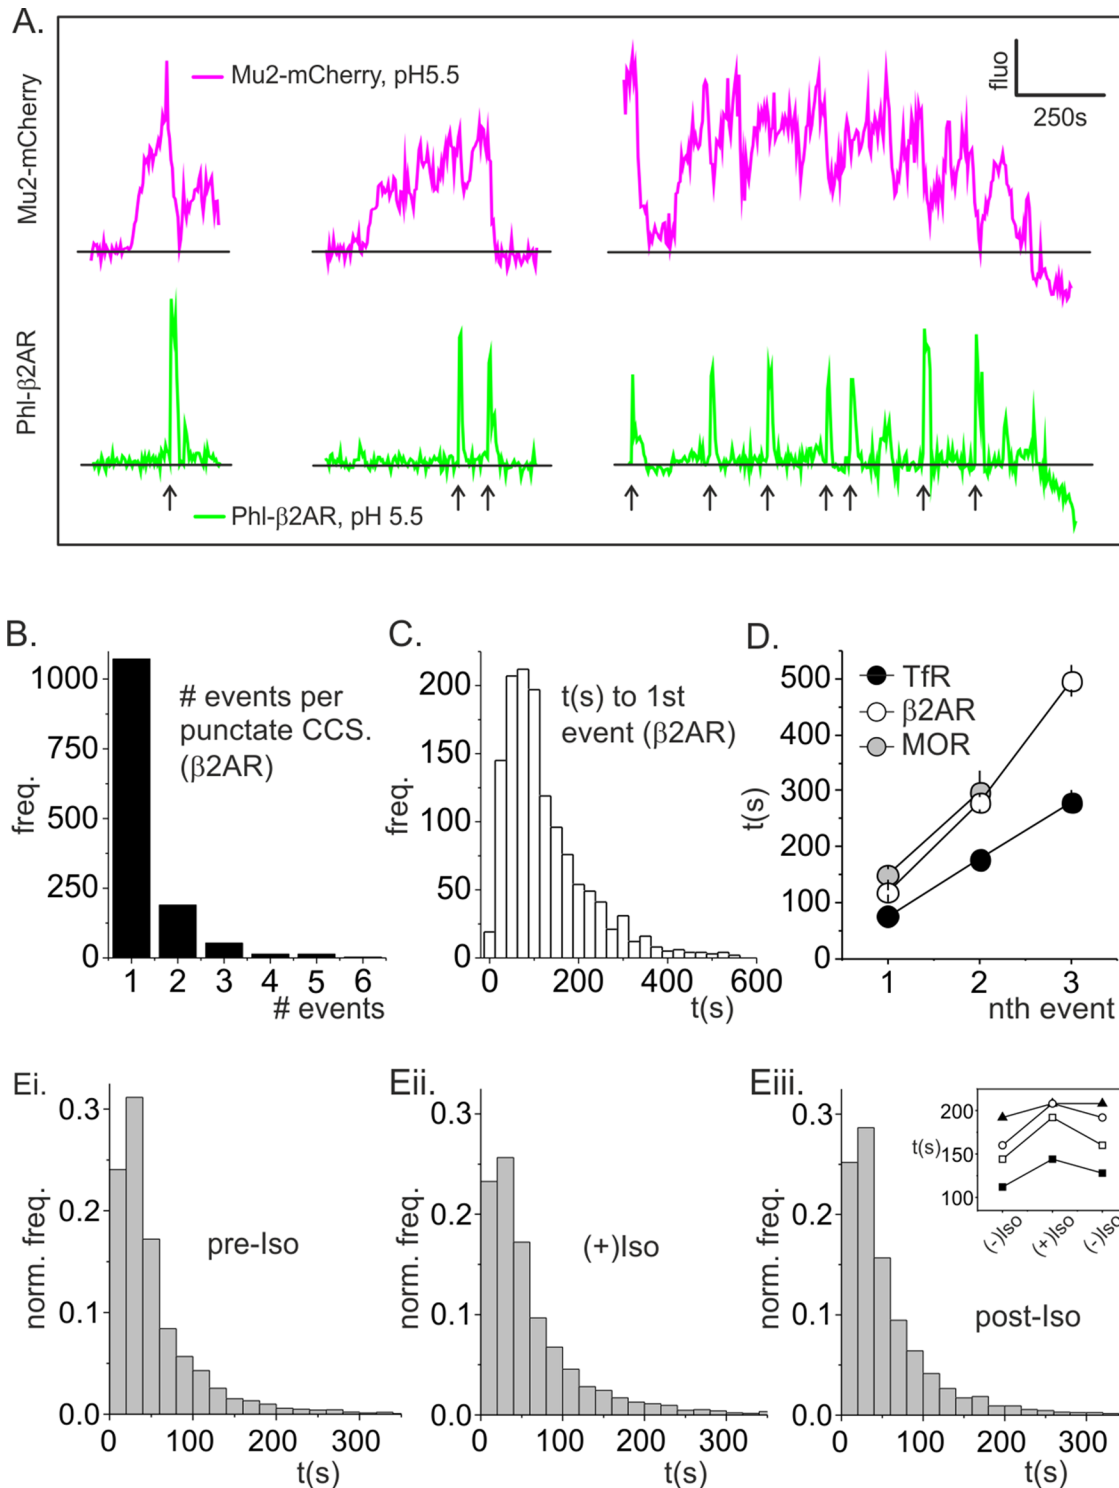 A.
Mu2-mCherry
Mu2-mCherry, pH5.5
fluo
250s
Phl-β2AR
Phl-β2AR, pH 5.5
B.
freq.
1000
750
500
250
0
# events per
punctate CCS.
(β2AR)
1 2 3 4 5 6
# events
C.
freq.
200
150
100
50
0
t(s) to 1st
event (β2AR)
0 200 400 600
t(s)
D.
t(s)
500
400
300
200
100
0
TfR
β2AR
MOR
1 2 3
nth event
Ei.
norm. freq.
0.3
0.2
0.1
0.0
pre-Iso
0 100 200 300
t(s)
Eii.
norm. freq.
0.3
0.2
0.1
0.0
(+)Iso
0 100 200 300
t(s)
Eiii.
norm. freq.
0.3
0.2
0.1
0.0
200
t(s)
150
100
(-)Iso
(+)Iso
(-)Iso
post-Iso
0 100 200 300
t(s)